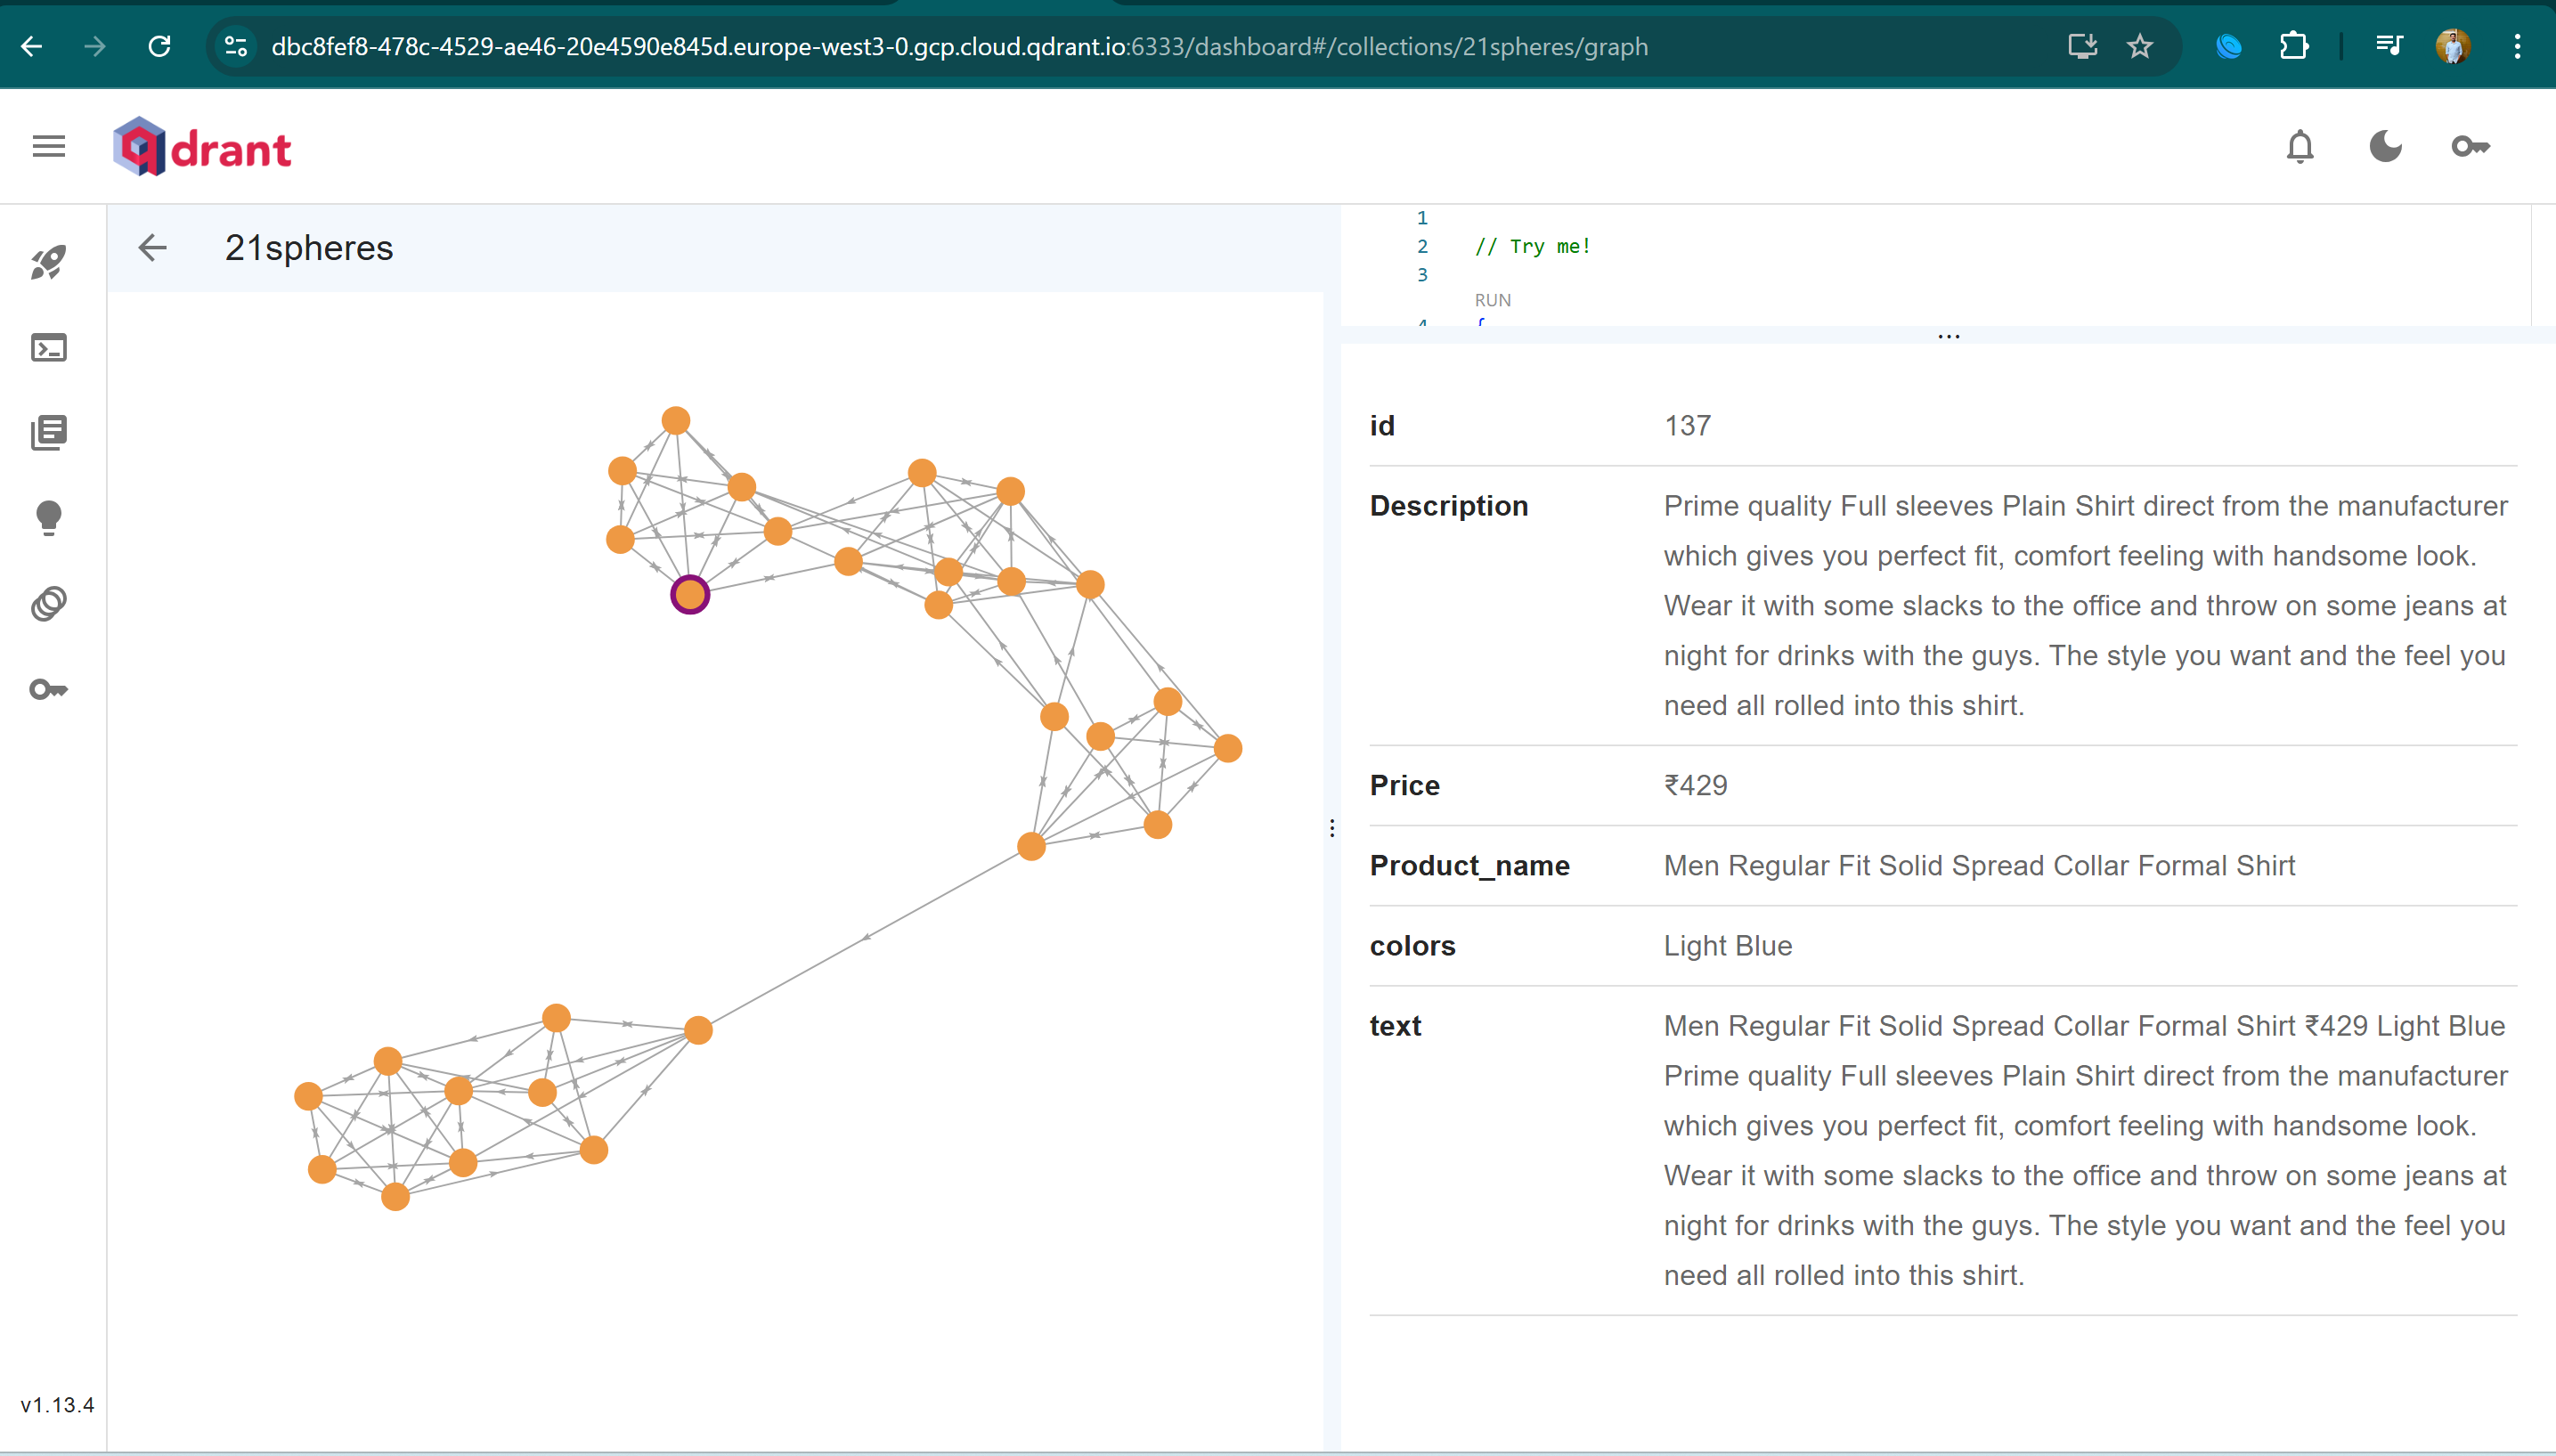 dbc8fef8-478c-4529-ae46-20e4590e845d.europe-west3-0.gcp.cloud.qdrant.io:6333/dashboard#/collections/21spheres/graph
qdrant
21spheres
1
2 // Try me!
3
RUN
4 {
id 137
Description Prime quality Full sleeves Plain Shirt direct from the manufacturer
which gives you perfect fit, comfort feeling with handsome look.
Wear it with some slacks to the office and throw on some jeans at
night for drinks with the guys. The style you want and the feel you
need all rolled into this shirt.
Price ₹429
Product_name Men Regular Fit Solid Spread Collar Formal Shirt
colors Light Blue
text Men Regular Fit Solid Spread Collar Formal Shirt ₹429 Light Blue
Prime quality Full sleeves Plain Shirt direct from the manufacturer
which gives you perfect fit, comfort feeling with handsome look.
Wear it with some slacks to the office and throw on some jeans at
night for drinks with the guys. The style you want and the feel you
need all rolled into this shirt.
v1.13.4